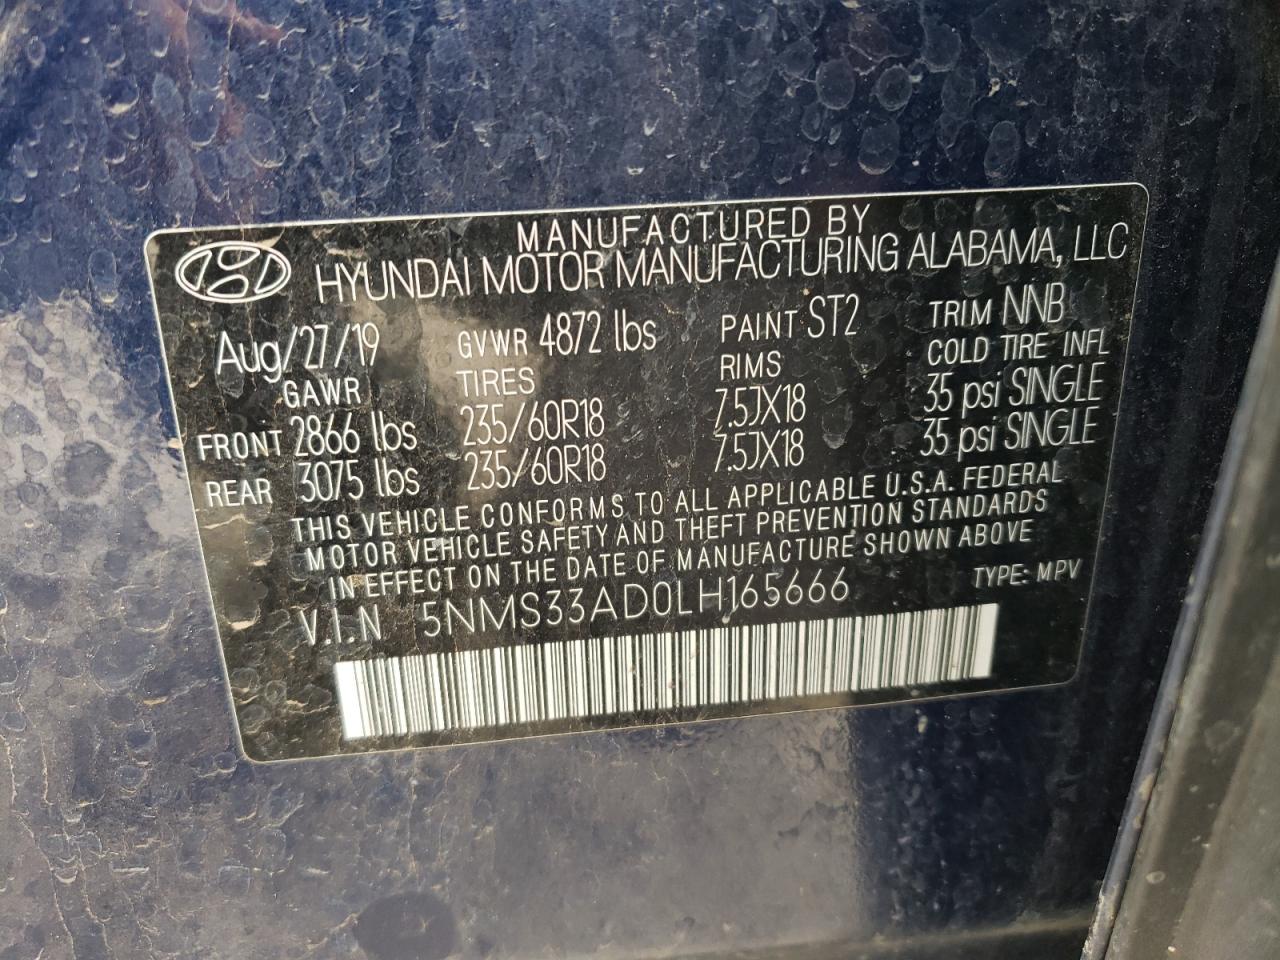 MANUFACTURED BY
HYUNDAI MOTOR MANUFACTURING ALABAMA, LLC
Aug/27/19 GVWR 4872 lbs PAINT ST2 TRIM NNB
GAWR TIRES RIMS COLD TIRE INFL
FRONT 2866 lbs 235/60R18 7.5JX18 35 psi SINGLE
REAR 3075 lbs 235/60R18 7.5JX18 35 psi SINGLE
THIS VEHICLE CONFORMS TO ALL APPLICABLE U.S.A. FEDERAL
MOTOR VEHICLE SAFETY AND THEFT PREVENTION STANDARDS
IN EFFECT ON THE DATE OF MANUFACTURE SHOWN ABOVE
V.I.N 5NMS33AD0LH165666 TYPE: MPV